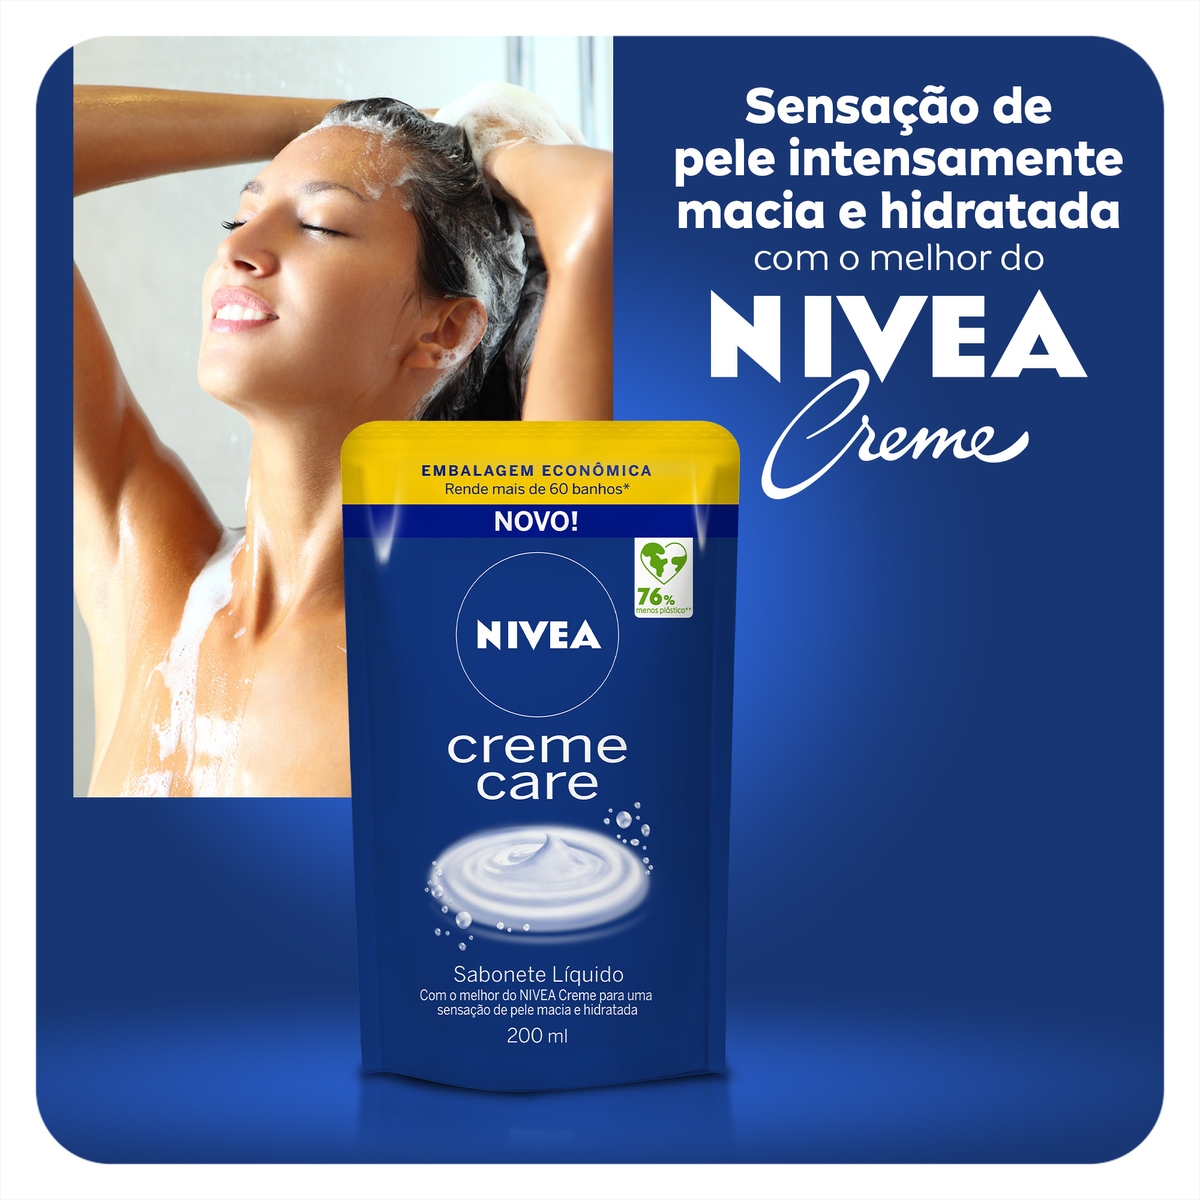 Sensação de
pele intensamente
macia e hidratada
com o melhor do
NIVEA
Creme
EMBALAGEM ECONÔMICA
Rende mais de 60 banhos*
NOVO!
76%
menos plástico**
NIVEA
creme
care
Sabonete Líquido
Com o melhor do NIVEA Creme para uma
sensação de pele macia e hidratada
200 ml